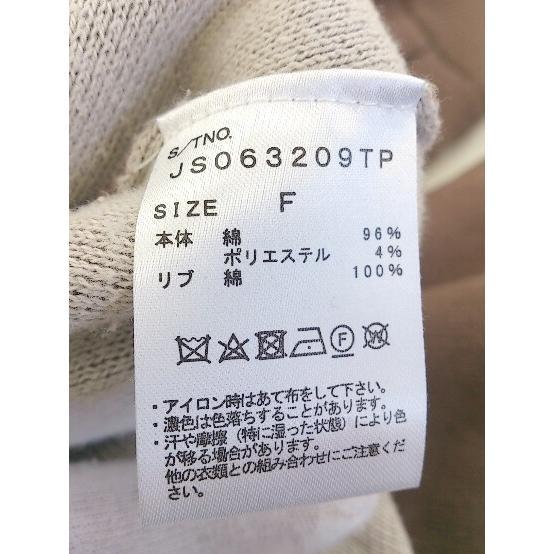 S/TNO.
JS063209TP
SIZE F
本体 綿 96%
ポリエステル 4%
リブ 綿 100%
F W
・アイロン時はあて布をして下さい。
・濃色は色落ちすることがあります。
・汗や摩擦（特に湿った状態）により色
が移る場合があります。
他の衣類との組み合わせにご注意くだ
さい。